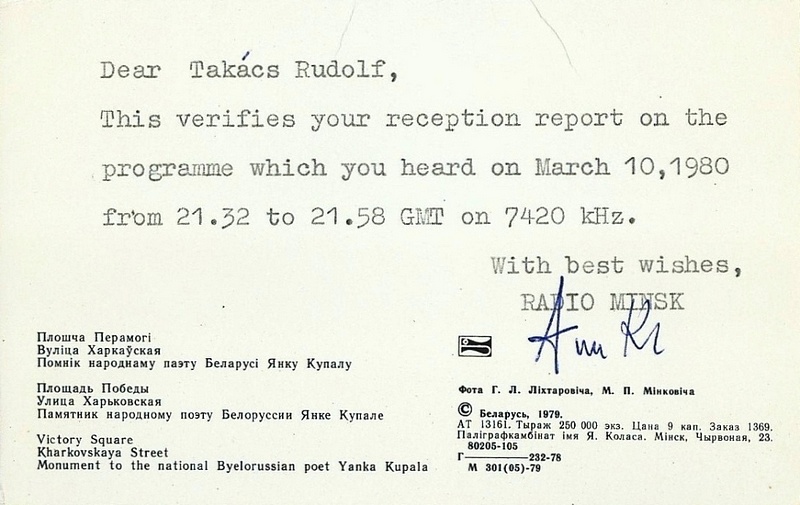 Dear Takács Rudolf,
This verifies your reception report on the
programme which you heard on March 10,1980
from 21.32 to 21.58 GMT on 7420 kHz.
With best wishes,
RADIO MINSK
Плошча Перамогі
Вуліца Харкаўская
Помнік народнаму паэту Беларусі Янку Купалу
Площадь Победы
Улица Харьковская
Памятник народному поэту Белоруссии Янке Купале
Victory Square
Kharkovskaya Street
Monument to the national Byelorussian poet Yanka Kupala
Фота Г. Л. Ліхтаровіча, М. П. Мінковіча
© Беларусь, 1979.
АТ 13161. Тыраж 250 000 экз. Цана 9 кап. Заказ 1369.
Паліграфкамбінат імя Я. Коласа. Мінск, Чырвоная, 23.
80205-105
Г———232-78
М 301(05)-79